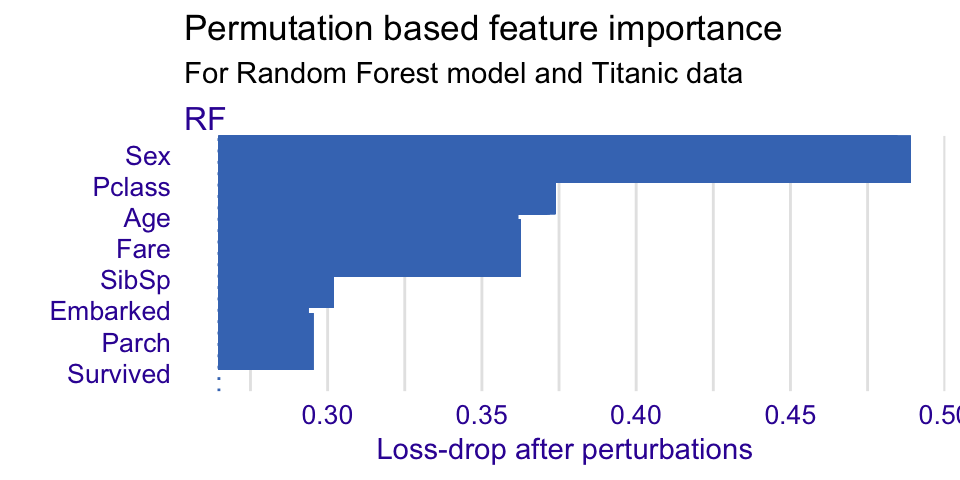 Permutation based feature importance
For Random Forest model and Titanic data
RF
Sex
Pclass
Age
Fare
SibSp
Embarked
Parch
Survived
0.30 0.35 0.40 0.45 0.50
Loss-drop after perturbations